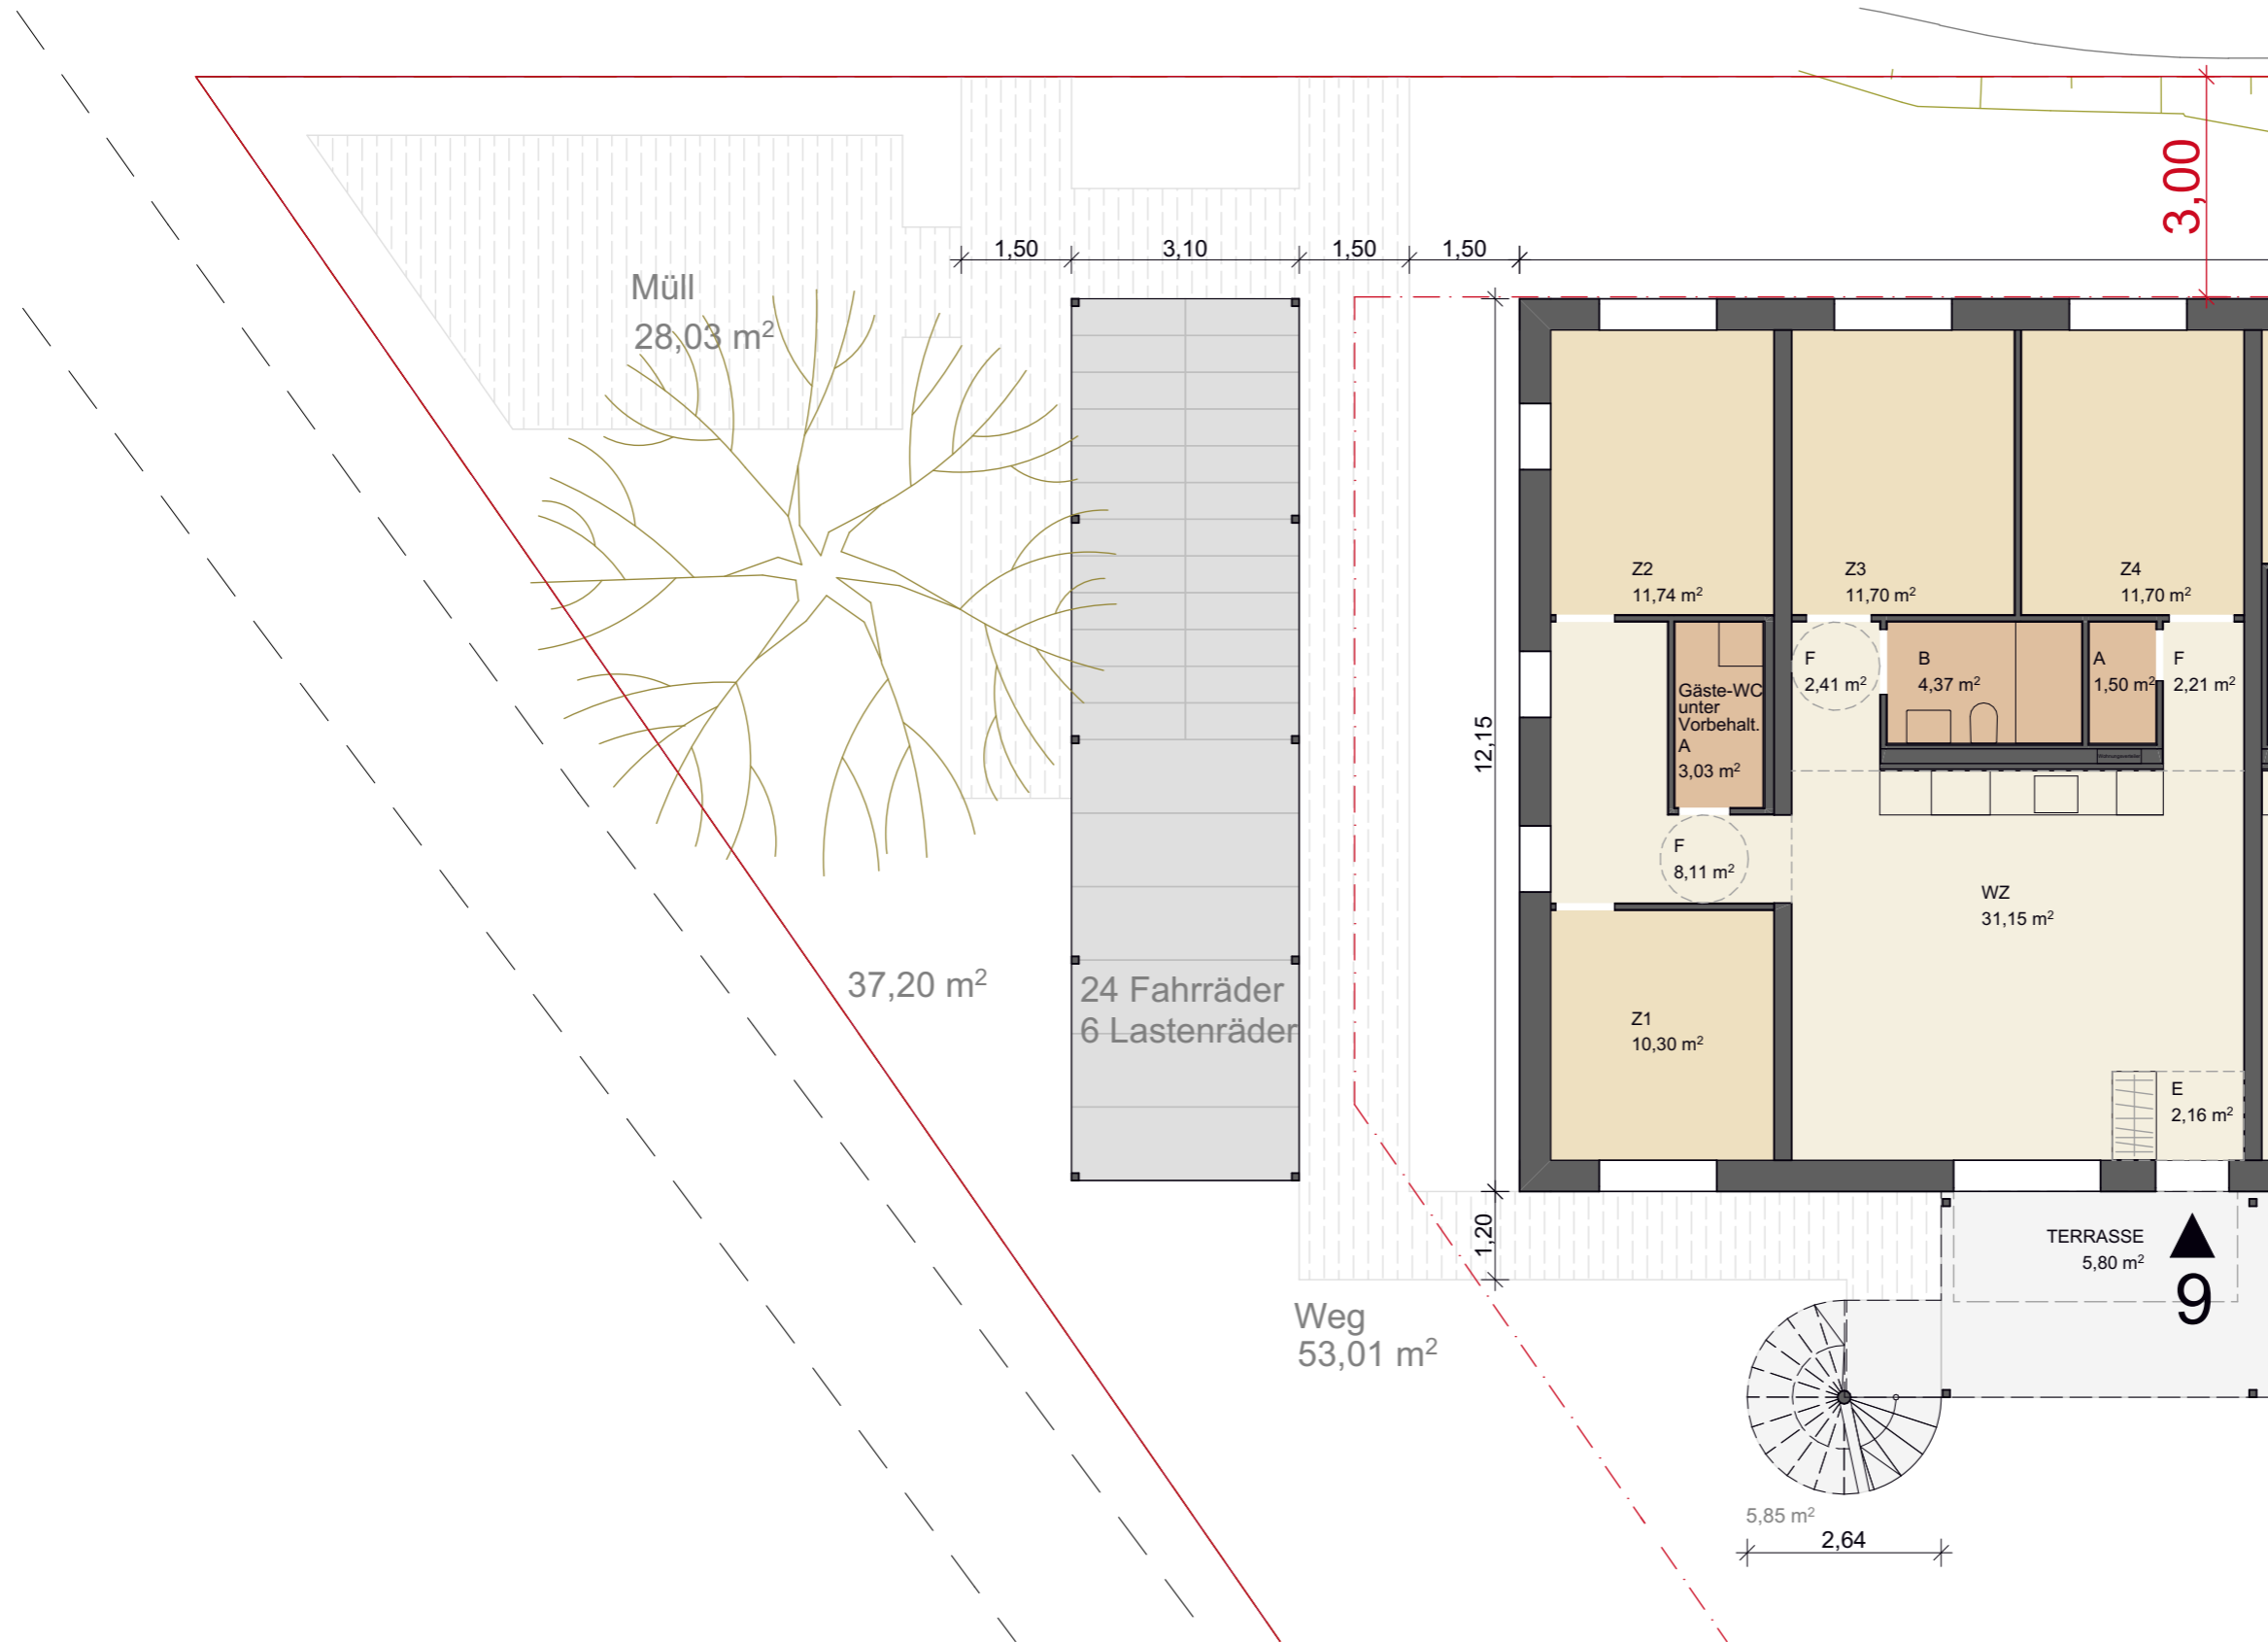 3,00
1,50
3,10
1,50
1,50
Müll
28,03 m²
Z2
11,74 m²
Z3
11,70 m²
Z4
11,70 m²
F
2,41 m²
B
4,37 m²
A
1,50 m²
F
2,21 m²
Gäste-WC
unter
Vorbehalt.
A
3,03 m²
12,15
F
8,11 m²
WZ
31,15 m²
37,20 m²
24 Fahrräder
6 Lastenräder
Z1
10,30 m²
E
2,16 m²
1,20
TERRASSE
5,80 m²
9
Weg
53,01 m²
5,85 m²
2,64